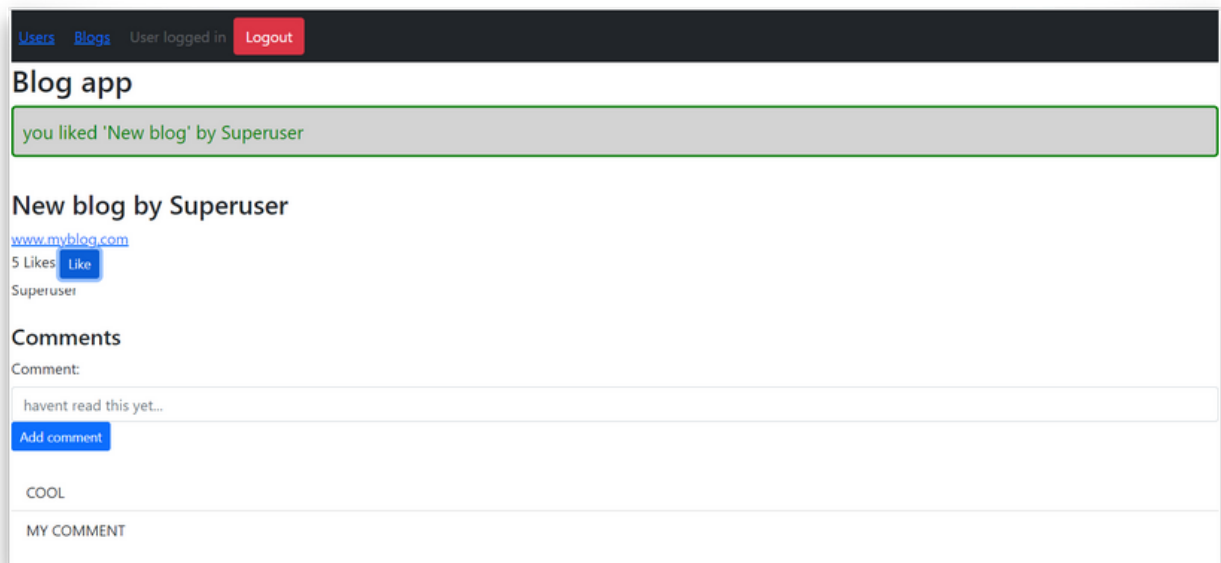 Users Blogs User logged in Logout
Blog app
you liked 'New blog' by Superuser
New blog by Superuser
www.myblog.com
5 Likes Like
Superuser
Comments
Comment:
havent read this yet...
Add comment
COOL
MY COMMENT